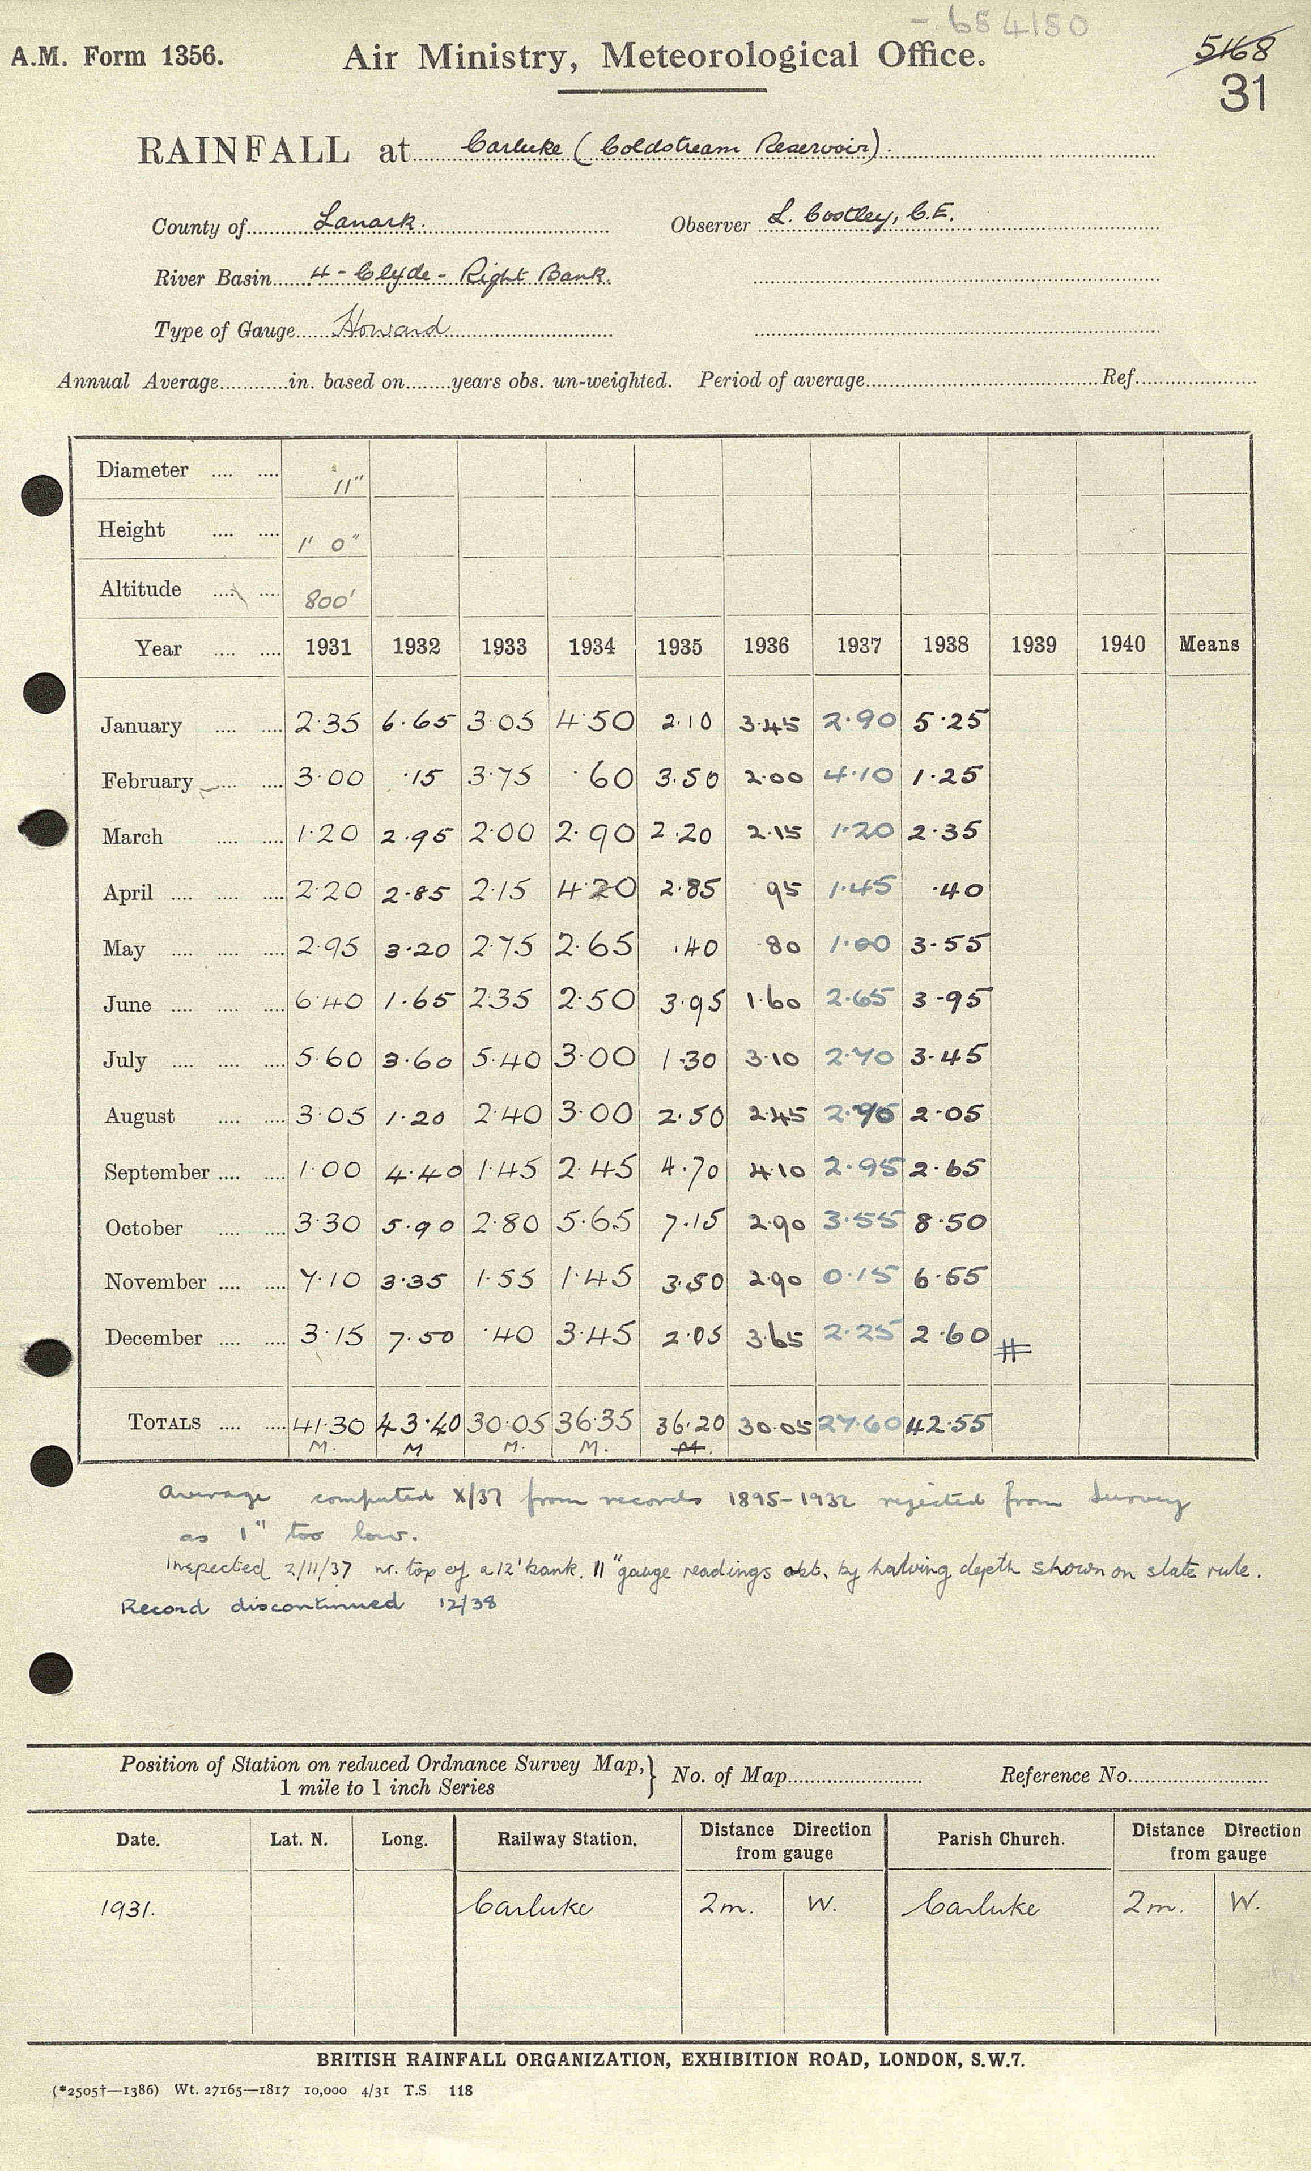 - 654150
A.M. Form 1356.
Air Ministry, Meteorological Office.
5168
31
RAINFALL at Carluke (Coldstream Reservoir)
County of Lanark. Observer L. Costley, C.E.
River Basin 4 - Clyde - Right Bank.
Type of Gauge Howard
Annual Average in. based on years obs. un-weighted. Period of average Ref.
Diameter 11"
Height 1' 0"
Altitude 800'
Year 1931 1932 1933 1934 1935 1936 1937 1938 1939 1940 Means
January 2·35 6·65 3·05 4·50 2·10 3·45 2·90 5·25
February 3·00 ·15 3·75 ·60 3·50 2·00 4·10 1·25
March 1·20 2·95 2·00 2·90 2·20 2·15 1·20 2·35
April 2·20 2·85 2·15 4·20 2·85 95 1·45 ·40
May 2·95 3·20 2·75 2·65 ·40 80 1·00 3·55
June 6·40 1·65 2·35 2·50 3·95 1·60 2·65 3·95
July 5·60 3·60 5·40 3·00 1·30 3·10 2·70 3·45
August 3·05 1·20 2·40 3·00 2·50 2·45 2·70 2·05
September 1·00 4·40 1·45 2·45 4·70 4·10 2·95 2·65
October 3·30 5·90 2·80 5·65 7·15 2·90 3·55 8·50
November 7·10 3·35 1·55 1·45 3·50 2·90 0·15 6·55
December 3·15 7·50 ·40 3·45 2·05 3·65 2·25 2·60
TOTALS 41·30 43·40 30·05 36·35 36·20 30·05 27·60 42·55
M. M M. M. M.
Average computed X/37 from records 1895-1932 rejected from Survey
as 1" too low.
Inspected 2/11/37 nr. top of a 12' bank. 11" gauge readings obt. by halving depth shown on slate rule.
Record discontinued 12/38
Position of Station on reduced Ordnance Survey Map, 1 mile to 1 inch Series } No. of Map Reference No.
Date. Lat. N. Long. Railway Station. Distance Direction from gauge Parish Church. Distance Direction from gauge
1931. Carluke 2m. W. Carluke 2m. W.
BRITISH RAINFALL ORGANIZATION, EXHIBITION ROAD, LONDON, S.W.7.
(*2505†—1386) Wt. 27165—1817 10,000 4/31 T.S. 118